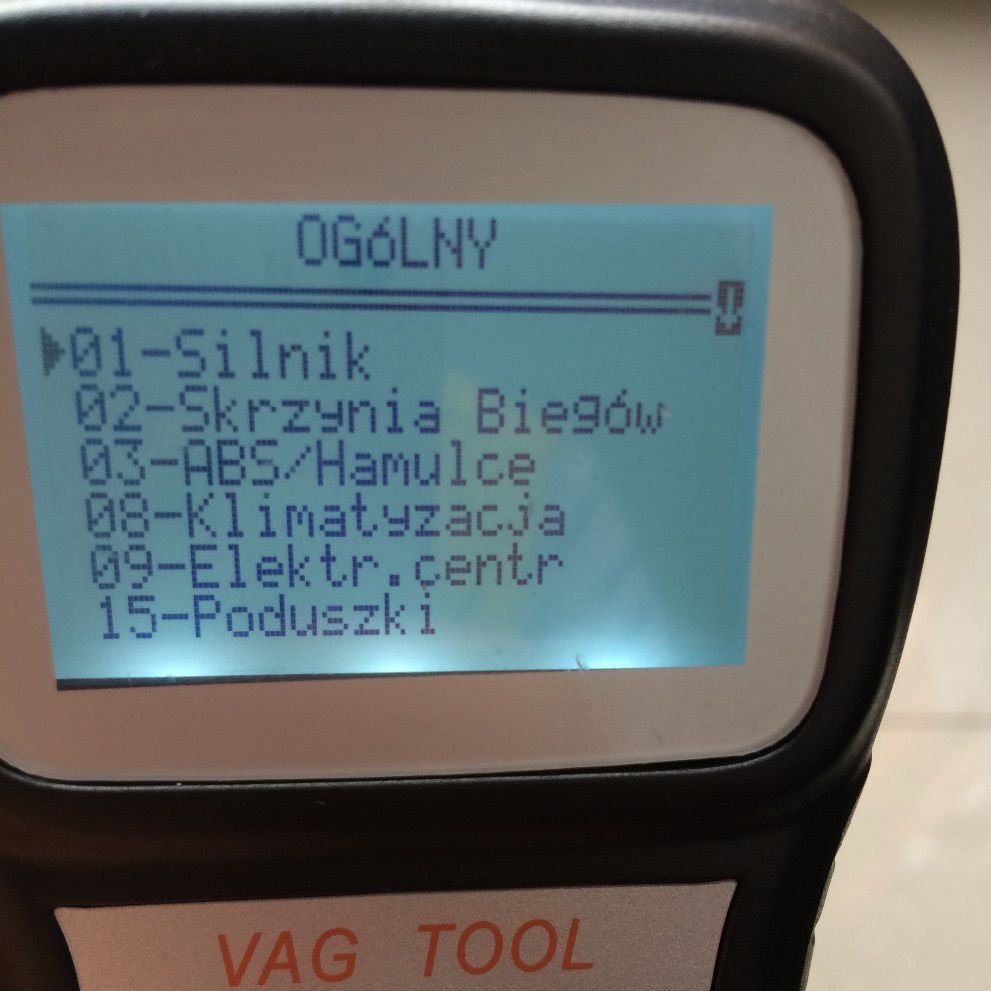 OGóLNY
01-Silnik
02-Skrzynia Biegów
03-ABS/Hamulce
08-Klimatyzacja
09-Elektr.centr
15-Poduszki
VAG TOOL